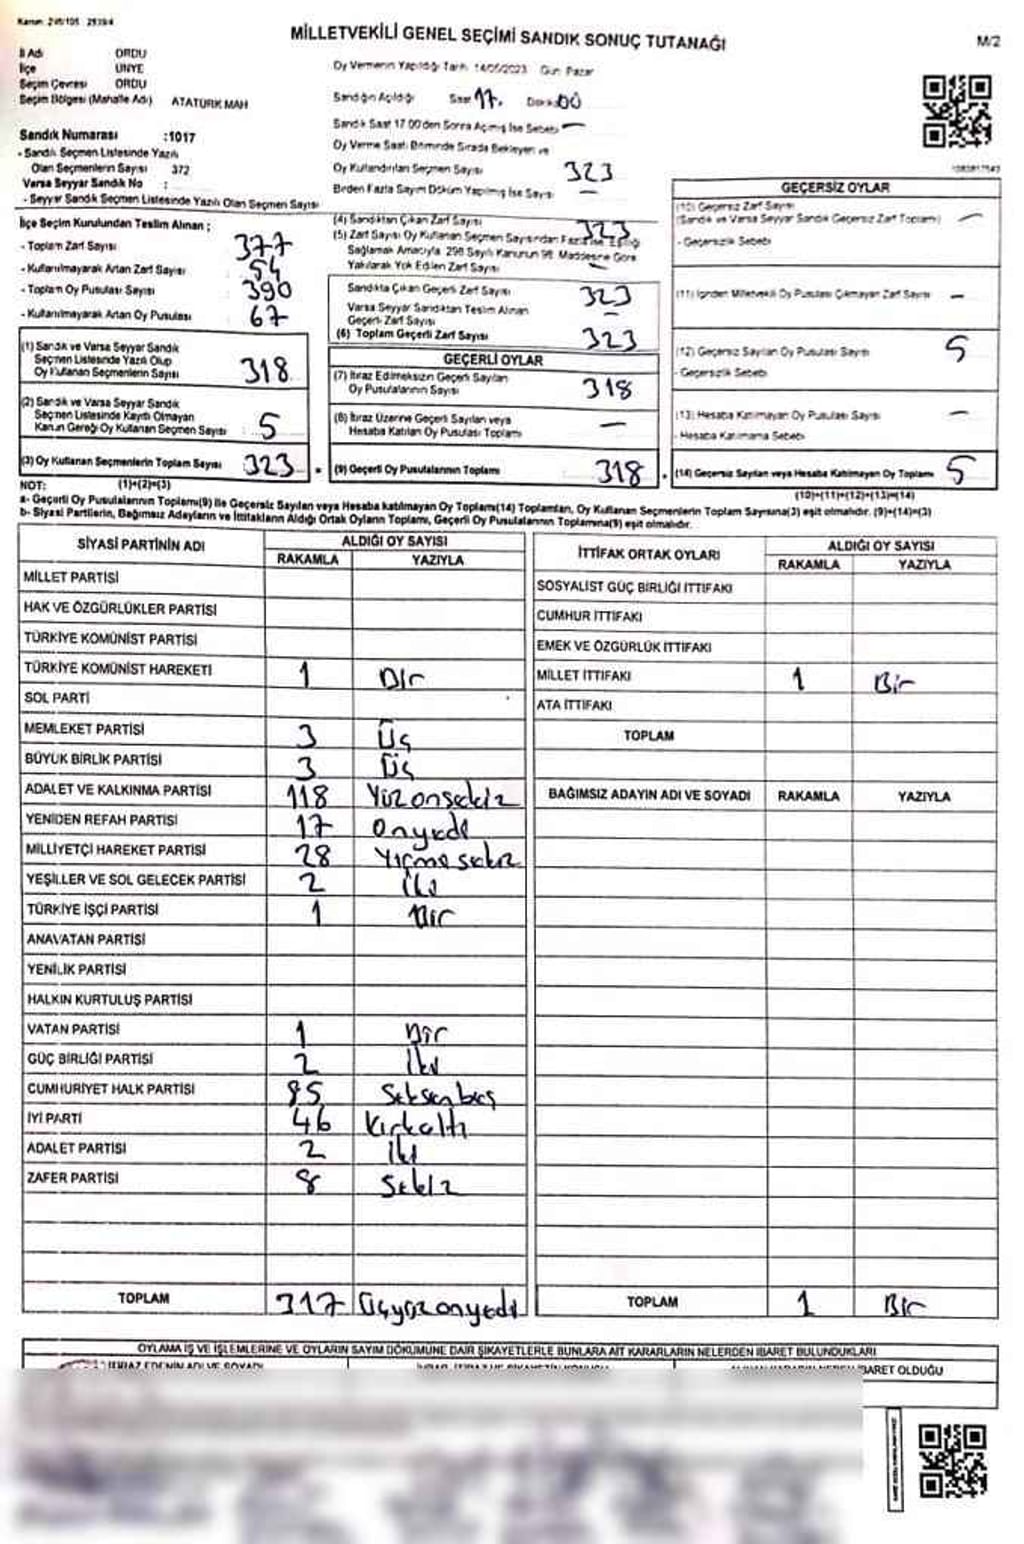 Kanun: 298/105 2839/4
MİLLETVEKİLİ GENEL SEÇİMİ SANDIK SONUÇ TUTANAĞI
M/2
İl Adı ORDU
İlçe ÜNYE
Seçim Çevresi ORDU
Seçim Bölgesi (Mahalle Adı) ATATÜRK MAH
Sandık Numarası :1017
- Sandık Seçmen Listesinde Yazılı
Olan Seçmenlerin Sayısı 372
Varsa Seyyar Sandık No :
- Seyyar Sandık Seçmen Listesinde Yazılı Olan Seçmen Sayısı
Oy Vermenin Yapıldığı Tarih: 14/05/2023 Gün: Pazar
Sandığın Açıldığı Saat 17. Dakika 00
Sandık Saat 17.00'den Sonra Açılmış İse Sebebi —
Oy Verme Saati Bitiminde Sırada Bekleyen ve
Oy Kullandırılan Seçmen Sayısı 323
Birden Fazla Sayım Döküm Yapılmış İse Sayısı —
İlçe Seçim Kurulundan Teslim Alınan ;
- Toplam Zarf Sayısı 377
- Kullanılmayarak Artan Zarf Sayısı 54
- Toplam Oy Pusulası Sayısı 390
- Kullanılmayarak Artan Oy Pusulası 67
(1) Sandık ve Varsa Seyyar Sandık
Seçmen Listesinde Yazılı Olup
Oy Kullanan Seçmenlerin Sayısı 318
(2) Sandık ve Varsa Seyyar Sandık
Seçmen Listesinde Kayıtlı Olmayan
Kanun Gereği Oy Kullanan Seçmen Sayısı 5
(3) Oy Kullanan Seçmenlerin Toplam Sayısı 323
(4) Sandıktan Çıkan Zarf Sayısı 323
(5) Zarf Sayısı Oy Kullanan Seçmen Sayısından Fazla ise, Eşitliği
Sağlamak Amacıyla 298 Sayılı Kanunun 98. Maddesine Göre
Yakılarak Yok Edilen Zarf Sayısı —
Sandıkta Çıkan Geçerli Zarf Sayısı 323
Varsa Seyyar Sandıktan Teslim Alınan
Geçerli Zarf Sayısı —
(6) Toplam Geçerli Zarf Sayısı 323
GEÇERLİ OYLAR
(7) İtiraz Edilmeksizin Geçerli Sayılan
Oy Pusulalarının Sayısı 318
(8) İtiraz Üzerine Geçerli Sayılan veya
Hesaba Katılan Oy Pusulası Toplamı —
(9) Geçerli Oy Pusulalarının Toplamı 318
GEÇERSİZ OYLAR
(10) Geçersiz Zarf Sayısı
(Sandık ve Varsa Seyyar Sandık Geçersiz Zarf Toplamı) —
- Geçersizlik Sebebi
(11) İçinden Milletvekili Oy Pusulası Çıkmayan Zarf Sayısı —
(12) Geçersiz Sayılan Oy Pusulası Sayısı 5
- Geçersizlik Sebebi
(13) Hesaba Katılmayan Oy Pusulası Sayısı —
- Hesaba Katılmama Sebebi
(14) Geçersiz Sayılan veya Hesaba Katılmayan Oy Toplamı 5
NOT: (1)+(2)=(3)
(10)+(11)+(12)+(13)=(14)
a- Geçerli Oy Pusulalarının Toplamı(9) ile Geçersiz Sayılan veya Hesaba katılmayan Oy Toplamı(14) Toplamları, Oy Kullanan Seçmenlerin Toplam Sayısına(3) eşit olmalıdır. (9)+(14)=(3)
b- Siyasi Partilerin, Bağımsız Adayların ve İttifakların Aldığı Ortak Oyların Toplamı, Geçerli Oy Pusulalarının Toplamına(9) eşit olmalıdır.
SİYASİ PARTİNİN ADI ALDIĞI OY SAYISI
RAKAMLA YAZIYLA
MİLLET PARTİSİ
HAK VE ÖZGÜRLÜKLER PARTİSİ
TÜRKİYE KOMÜNİST PARTİSİ
TÜRKİYE KOMÜNİST HAREKETİ 1 Bir
SOL PARTİ
MEMLEKET PARTİSİ 3 Üç
BÜYÜK BİRLİK PARTİSİ 3 Üç
ADALET VE KALKINMA PARTİSİ 118 Yüzonsekiz
YENİDEN REFAH PARTİSİ 17 Onyedi
MİLLİYETÇİ HAREKET PARTİSİ 28 Yirmisekiz
YEŞİLLER VE SOL GELECEK PARTİSİ 2 İki
TÜRKİYE İŞÇİ PARTİSİ 1 Bir
ANAVATAN PARTİSİ
YENİLİK PARTİSİ
HALKIN KURTULUŞ PARTİSİ
VATAN PARTİSİ 1 Bir
GÜÇ BİRLİĞİ PARTİSİ 2 İki
CUMHURİYET HALK PARTİSİ 85 Seksenbeş
İYİ PARTİ 46 Kırkaltı
ADALET PARTİSİ 2 İki
ZAFER PARTİSİ 8 Sekiz
TOPLAM 317 Üçyüzonyedi
İTTİFAK ORTAK OYLARI ALDIĞI OY SAYISI
RAKAMLA YAZIYLA
SOSYALİST GÜÇ BİRLİĞİ İTTİFAKI
CUMHUR İTTİFAKI
EMEK VE ÖZGÜRLÜK İTTİFAKI
MİLLET İTTİFAKI 1 Bir
ATA İTTİFAKI
TOPLAM
BAĞIMSIZ ADAYIN ADI VE SOYADI RAKAMLA YAZIYLA
TOPLAM 1 Bir
OYLAMA İŞ VE İŞLEMLERİNE VE OYLARIN SAYIM DÖKÜMÜNE DAİR ŞİKAYETLERLE BUNLARA AİT KARARLARIN NELERDEN İBARET BULUNDUKLARI
İTİRAZ EDENİN ADI VE SOYADI
İBARET OLDUĞU